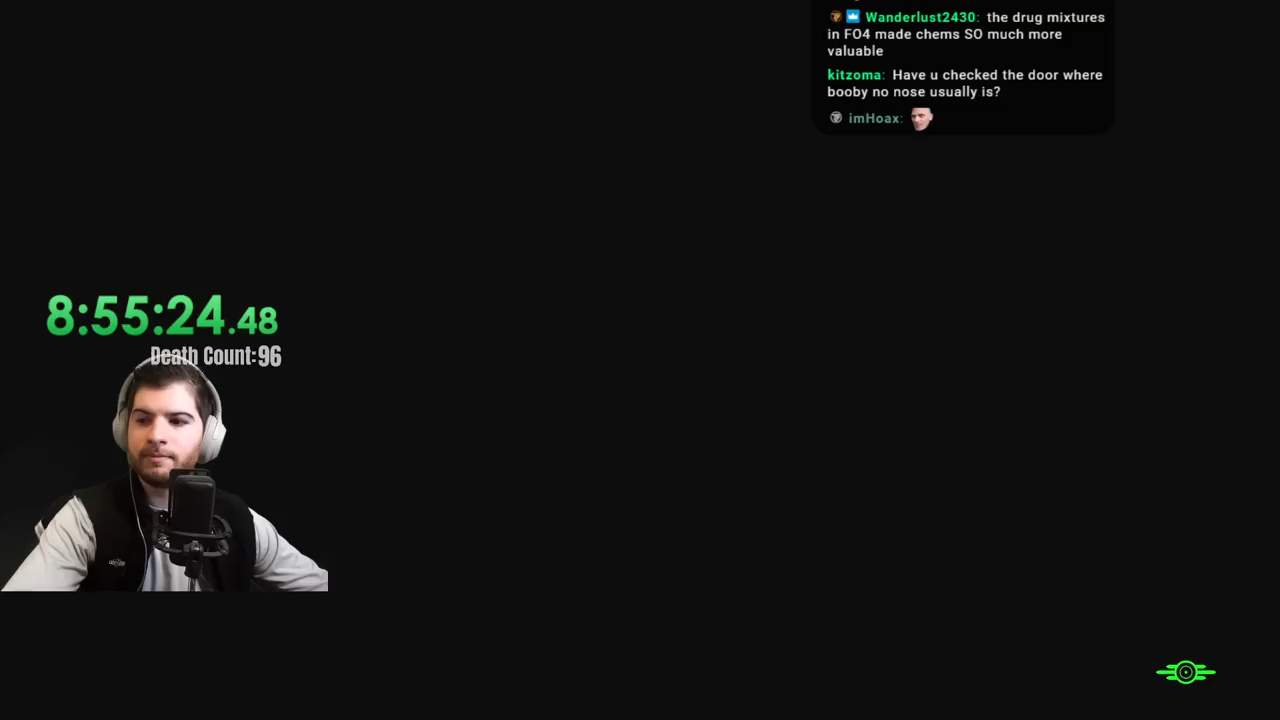 Wanderlust2430: the drug mixtures
in FO4 made chems SO much more
valuable
kitzoma: Have u checked the door where
booby no nose usually is?
imHoax:
8:55:24.48
Death Count:96